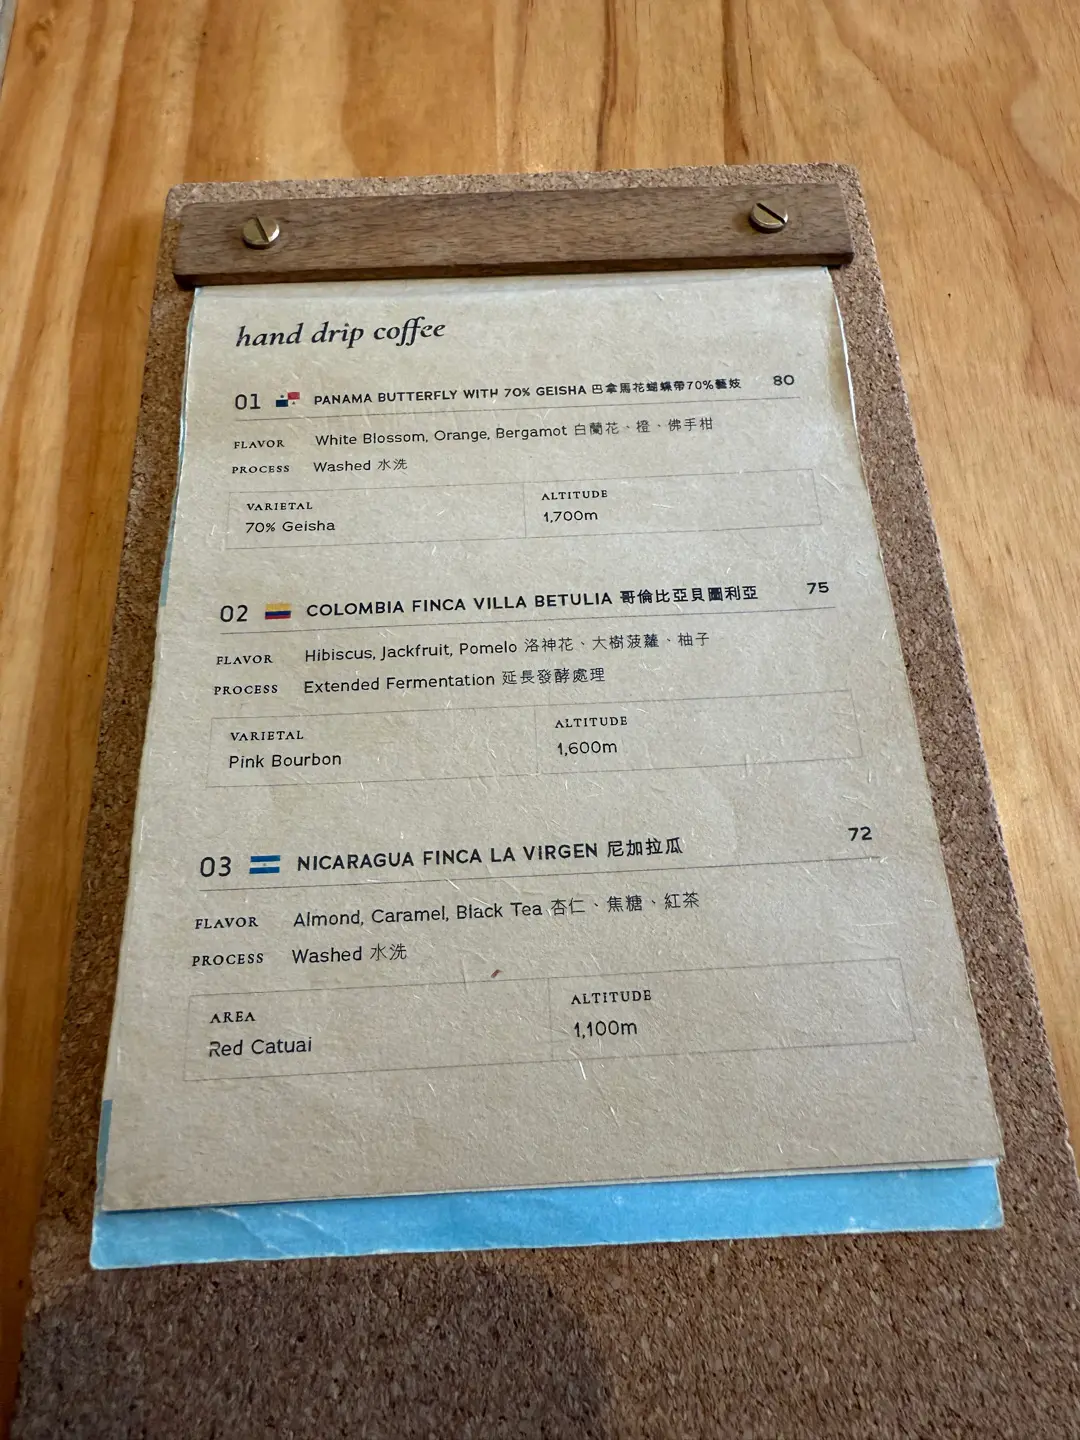 hand drip coffee
01 PANAMA BUTTERFLY WITH 70% GEISHA 巴拿馬花蝴蝶帶70%藝妓 80
FLAVOR White Blossom, Orange, Bergamot 白蘭花、橙、佛手柑
PROCESS Washed 水洗
VARIETAL ALTITUDE
70% Geisha 1,700m
02 COLOMBIA FINCA VILLA BETULIA 哥倫比亞貝圖利亞 75
FLAVOR Hibiscus, Jackfruit, Pomelo 洛神花、大樹菠蘿、柚子
PROCESS Extended Fermentation 延長發酵處理
VARIETAL ALTITUDE
Pink Bourbon 1,600m
03 NICARAGUA FINCA LA VIRGEN 尼加拉瓜 72
FLAVOR Almond, Caramel, Black Tea 杏仁、焦糖、紅茶
PROCESS Washed 水洗
AREA ALTITUDE
Red Catuai 1,100m